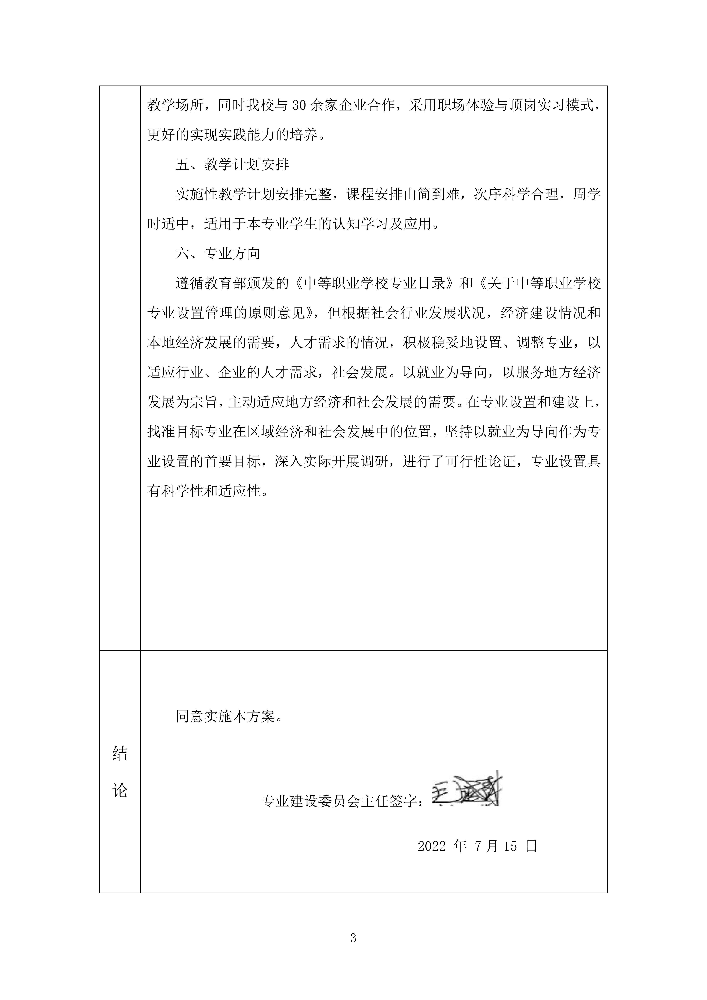 教学场所，同时我校与 30 余家企业合作，采用职场体验与顶岗实习模式，
更好的实现实践能力的培养。
五、教学计划安排
实施性教学计划安排完整，课程安排由简到难，次序科学合理，周学
时适中，适用于本专业学生的认知学习及应用。
六、专业方向
遵循教育部颁发的《中等职业学校专业目录》和《关于中等职业学校
专业设置管理的原则意见》，但根据社会行业发展状况，经济建设情况和
本地经济发展的需要，人才需求的情况，积极稳妥地设置、调整专业，以
适应行业、企业的人才需求，社会发展。以就业为导向，以服务地方经济
发展为宗旨，主动适应地方经济和社会发展的需要。在专业设置和建设上，
找准目标专业在区域经济和社会发展中的位置，坚持以就业为导向作为专
业设置的首要目标，深入实际开展调研，进行了可行性论证，专业设置具
有科学性和适应性。
结
论
同意实施本方案。
专业建设委员会主任签字：
2022 年 7月15 日
3